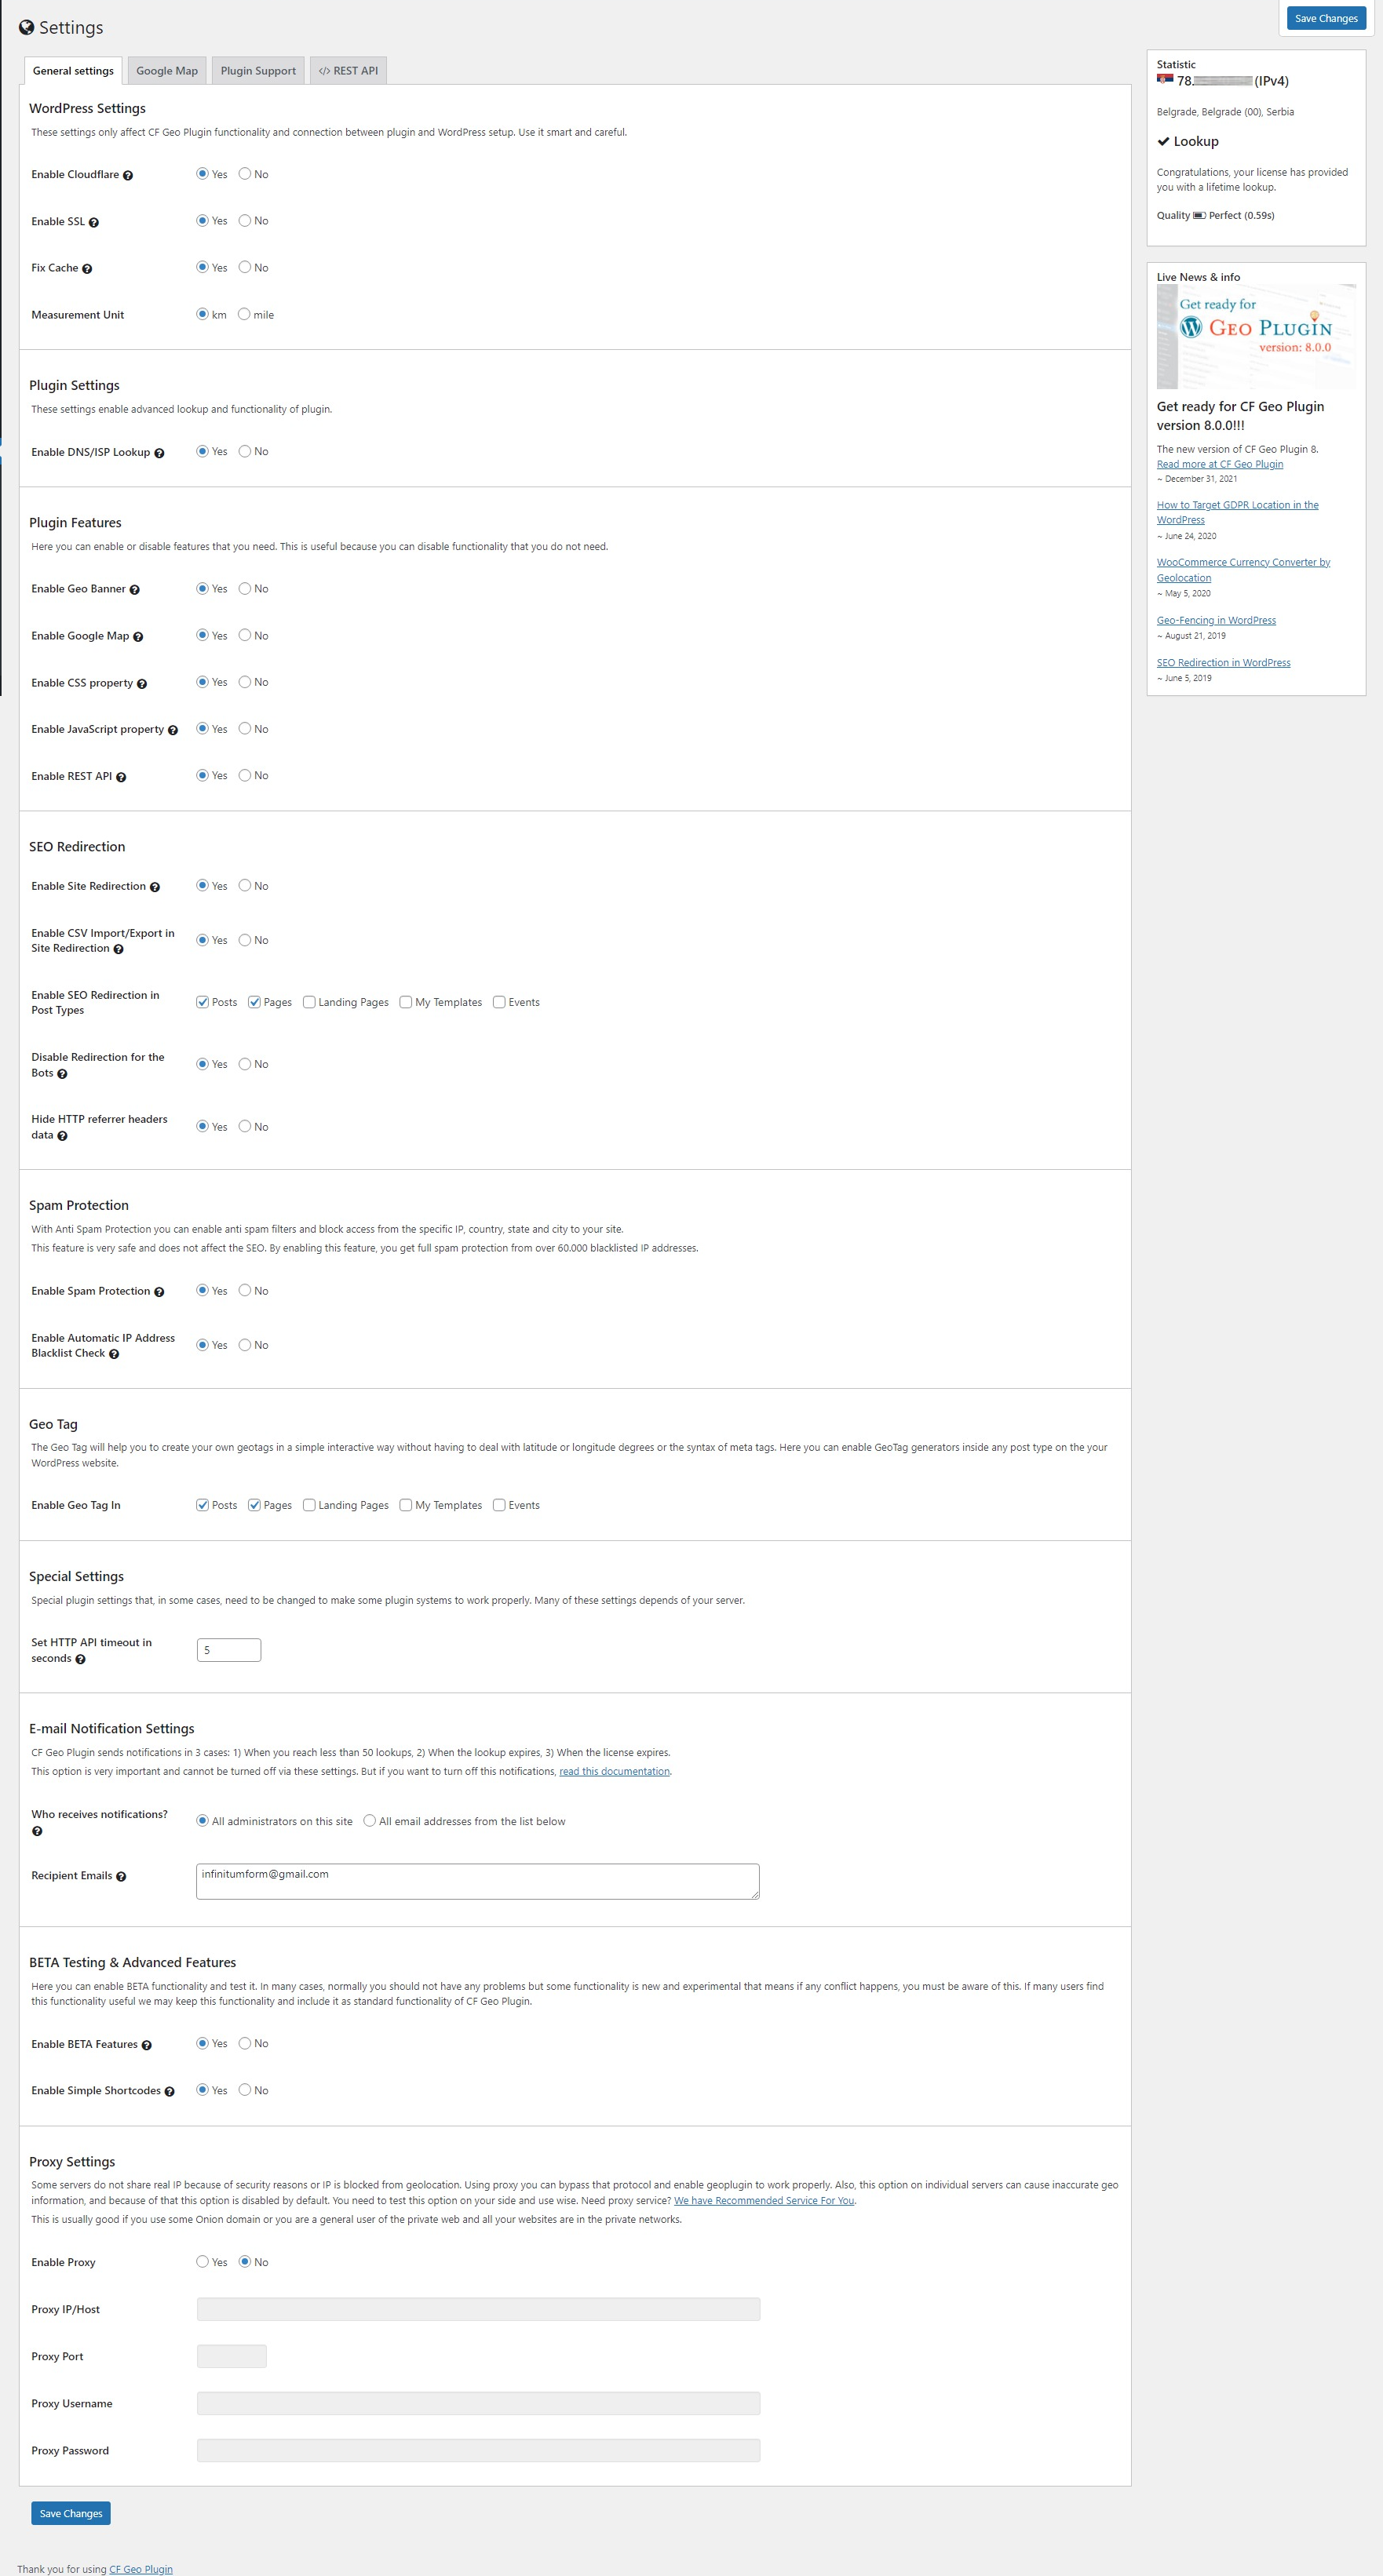 Settings
Save Changes
General settings
Google Map
Plugin Support
</> REST API
WordPress Settings
These settings only affect CF Geo Plugin functionality and connection between plugin and WordPress setup. Use it smart and careful.
Enable Cloudflare Yes No
Enable SSL Yes No
Fix Cache Yes No
Measurement Unit km mile
Plugin Settings
These settings enable advanced lookup and functionality of plugin.
Enable DNS/ISP Lookup Yes No
Plugin Features
Here you can enable or disable features that you need. This is useful because you can disable functionality that you do not need.
Enable Geo Banner Yes No
Enable Google Map Yes No
Enable CSS property Yes No
Enable JavaScript property Yes No
Enable REST API Yes No
SEO Redirection
Enable Site Redirection Yes No
Enable CSV Import/Export in
Site Redirection Yes No
Enable SEO Redirection in
Post Types Posts Pages Landing Pages My Templates Events
Disable Redirection for the
Bots Yes No
Hide HTTP referrer headers
data Yes No
Spam Protection
With Anti Spam Protection you can enable anti spam filters and block access from the specific IP, country, state and city to your site.
This feature is very safe and does not affect the SEO. By enabling this feature, you get full spam protection from over 60.000 blacklisted IP addresses.
Enable Spam Protection Yes No
Enable Automatic IP Address
Blacklist Check Yes No
Geo Tag
The Geo Tag will help you to create your own geotags in a simple interactive way without having to deal with latitude or longitude degrees or the syntax of meta tags. Here you can enable GeoTag generators inside any post type on the your
WordPress website.
Enable Geo Tag In Posts Pages Landing Pages My Templates Events
Special Settings
Special plugin settings that, in some cases, need to be changed to make some plugin systems to work properly. Many of these settings depends of your server.
Set HTTP API timeout in
seconds 5
E-mail Notification Settings
CF Geo Plugin sends notifications in 3 cases: 1) When you reach less than 50 lookups, 2) When the lookup expires, 3) When the license expires.
This option is very important and cannot be turned off via these settings. But if you want to turn off this notifications, read this documentation.
Who receives notifications? All administrators on this site All email addresses from the list below
Recipient Emails infinitumform@gmail.com
BETA Testing & Advanced Features
Here you can enable BETA functionality and test it. In many cases, normally you should not have any problems but some functionality is new and experimental that means if any conflict happens, you must be aware of this. If many users find
this functionality useful we may keep this functionality and include it as standard functionality of CF Geo Plugin.
Enable BETA Features Yes No
Enable Simple Shortcodes Yes No
Proxy Settings
Some servers do not share real IP because of security reasons or IP is blocked from geolocation. Using proxy you can bypass that protocol and enable geoplugin to work properly. Also, this option on individual servers can cause inaccurate geo
information, and because of that this option is disabled by default. You need to test this option on your side and use wise. Need proxy service? We have Recommended Service For You.
This is usually good if you use some Onion domain or you are a general user of the private web and all your websites are in the private networks.
Enable Proxy Yes No
Proxy IP/Host
Proxy Port
Proxy Username
Proxy Password
Save Changes
Thank you for using CF Geo Plugin
Statistic
78. (IPv4)
Belgrade, Belgrade (00), Serbia
Lookup
Congratulations, your license has provided
you with a lifetime lookup.
Quality Perfect (0.59s)
Live News & info
Get ready for
GEO PLUGIN
version: 8.0.0
Get ready for CF Geo Plugin
version 8.0.0!!!
The new version of CF Geo Plugin 8.
Read more at CF Geo Plugin
~ December 31, 2021
How to Target GDPR Location in the
WordPress
~ June 24, 2020
WooCommerce Currency Converter by
Geolocation
~ May 5, 2020
Geo-Fencing in WordPress
~ August 21, 2019
SEO Redirection in WordPress
~ June 5, 2019